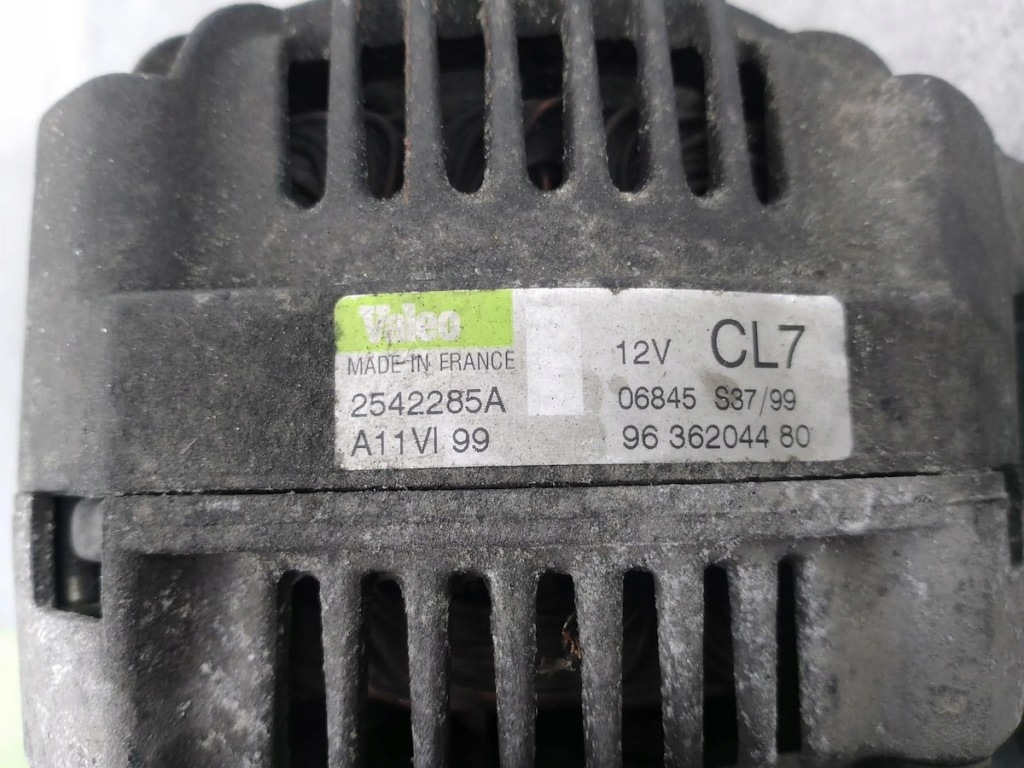 Valeo
MADE IN FRANCE
2542285A
A11VI 99
12V CL7
06845 S37/99
96 362044 80